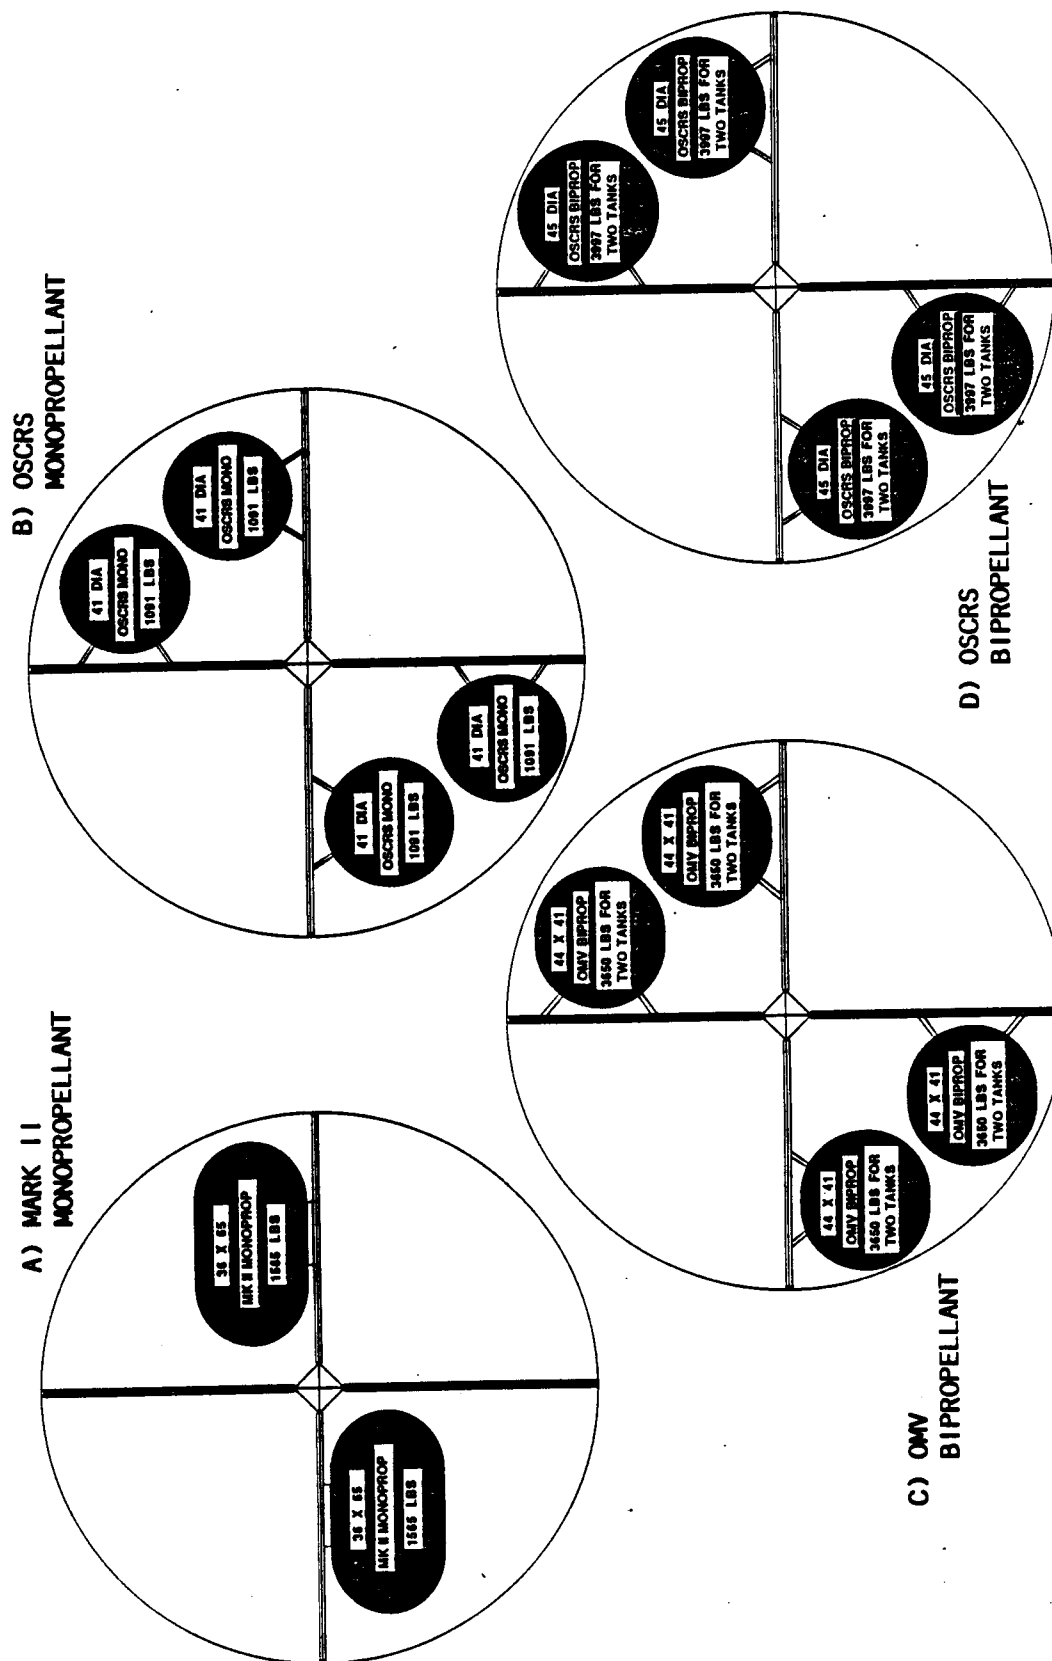 A) MARK II
MONOPROPELLANT
36 X 65
MK II MONOPROP
1565 LBS
36 X 65
MK II MONOPROP
1565 LBS
B) OSCRS
MONOPROPELLANT
41 DIA
OSCRS MONO
1091 LBS
41 DIA
OSCRS MONO
1091 LBS
41 DIA
OSCRS MONO
1091 LBS
41 DIA
OSCRS MONO
1091 LBS
C) OMV
BIPROPELLANT
44 X 41
OMV BIPROP
3650 LBS FOR
TWO TANKS
44 X 41
OMV BIPROP
3650 LBS FOR
TWO TANKS
44 X 41
OMV BIPROP
3650 LBS FOR
TWO TANKS
44 X 41
OMV BIPROP
3650 LBS FOR
TWO TANKS
D) OSCRS
BIPROPELLANT
45 DIA
OSCRS BIPROP
3997 LBS FOR
TWO TANKS
45 DIA
OSCRS BIPROP
3997 LBS FOR
TWO TANKS
45 DIA
OSCRS BIPROP
3997 LBS FOR
TWO TANKS
45 DIA
OSCRS BIPROP
3997 LBS FOR
TWO TANKS